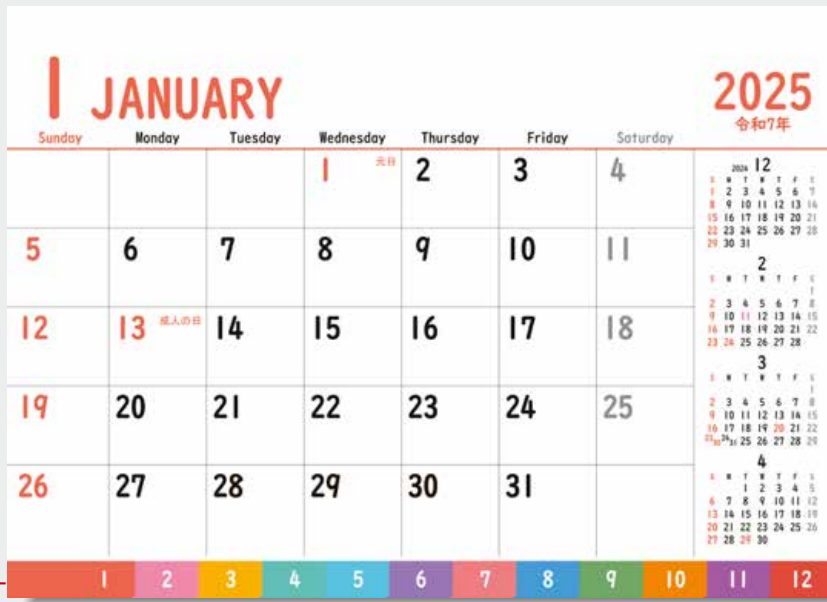 1 JANUARY 2025
令和7年
Sunday Monday Tuesday Wednesday Thursday Friday Saturday
1 元日 2 3 4
5 6 7 8 9 10 11
12 13 成人の日 14 15 16 17 18
19 20 21 22 23 24 25
26 27 28 29 30 31
2024 12
S M T W T F S
1 2 3 4 5 6 7
8 9 10 11 12 13 14
15 16 17 18 19 20 21
22 23 24 25 26 27 28
29 30 31
2
S M T W T F S
1
2 3 4 5 6 7 8
9 10 11 12 13 14 15
16 17 18 19 20 21 22
23 24 25 26 27 28
3
S M T W T F S
1
2 3 4 5 6 7 8
9 10 11 12 13 14 15
16 17 18 19 20 21 22
23 30 24 31 25 26 27 28 29
4
S M T W T F S
1 2 3 4 5
6 7 8 9 10 11 12
13 14 15 16 17 18 19
20 21 22 23 24 25 26
27 28 29 30
1 2 3 4 5 6 7 8 9 10 11 12